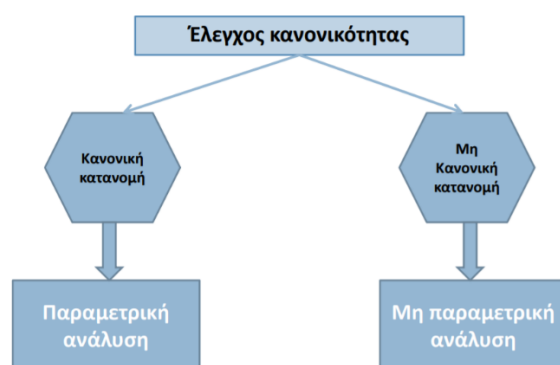 Έλεγχος κανονικότητας
Κανονική
κατανομή
Μη
Κανονική
κατανομή
Παραμετρική
ανάλυση
Μη παραμετρική
ανάλυση